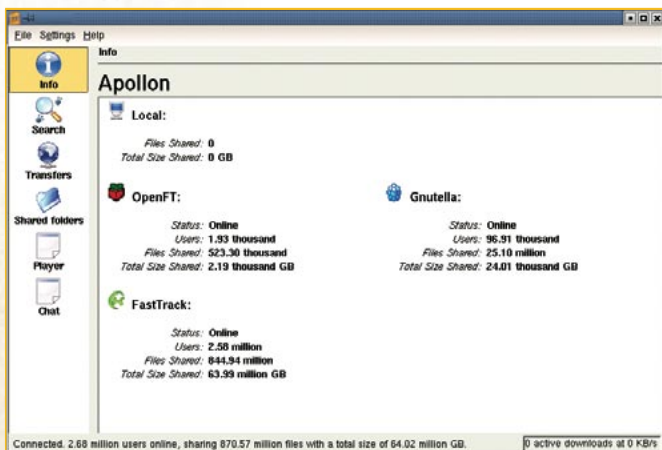 File Settings Help
Info
Search
Transfers
Shared folders
Player
Chat
Info
Apollon
Local:
Files Shared: 0
Total Size Shared: 0 GB
OpenFT:
Status: Online
Users: 1.93 thousand
Files Shared: 523.30 thousand
Total Size Shared: 2.19 thousand GB
Gnutella:
Status: Online
Users: 96.91 thousand
Files Shared: 25.10 million
Total Size Shared: 24.01 thousand GB
FastTrack:
Status: Online
Users: 2.58 million
Files Shared: 844.94 million
Total Size Shared: 63.99 million GB
Connected. 2.68 million users online, sharing 870.57 million files with a total size of 64.02 million GB.
0 active downloads at 0 KB/s